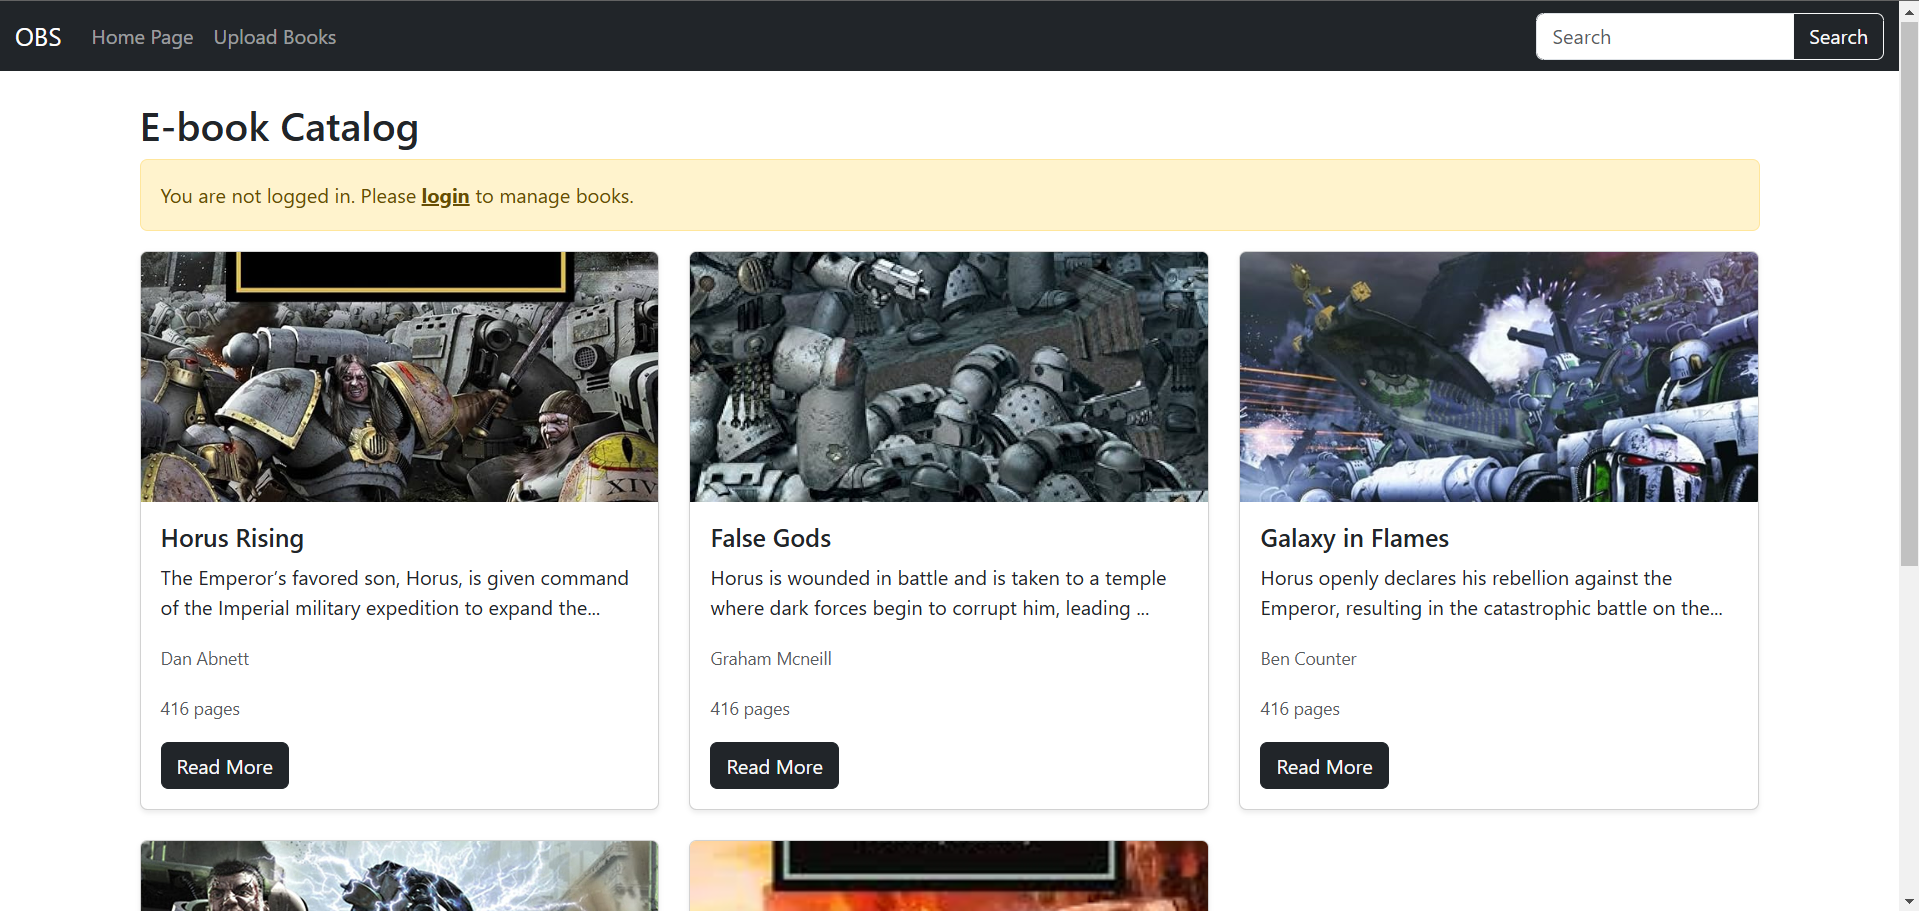 OBS Home Page Upload Books Search Search
E-book Catalog
You are not logged in. Please login to manage books.
XIV
Horus Rising
The Emperor’s favored son, Horus, is given command
of the Imperial military expedition to expand the...
Dan Abnett
416 pages
Read More
False Gods
Horus is wounded in battle and is taken to a temple
where dark forces begin to corrupt him, leading ...
Graham Mcneill
416 pages
Read More
Galaxy in Flames
Horus openly declares his rebellion against the
Emperor, resulting in the catastrophic battle on the...
Ben Counter
416 pages
Read More